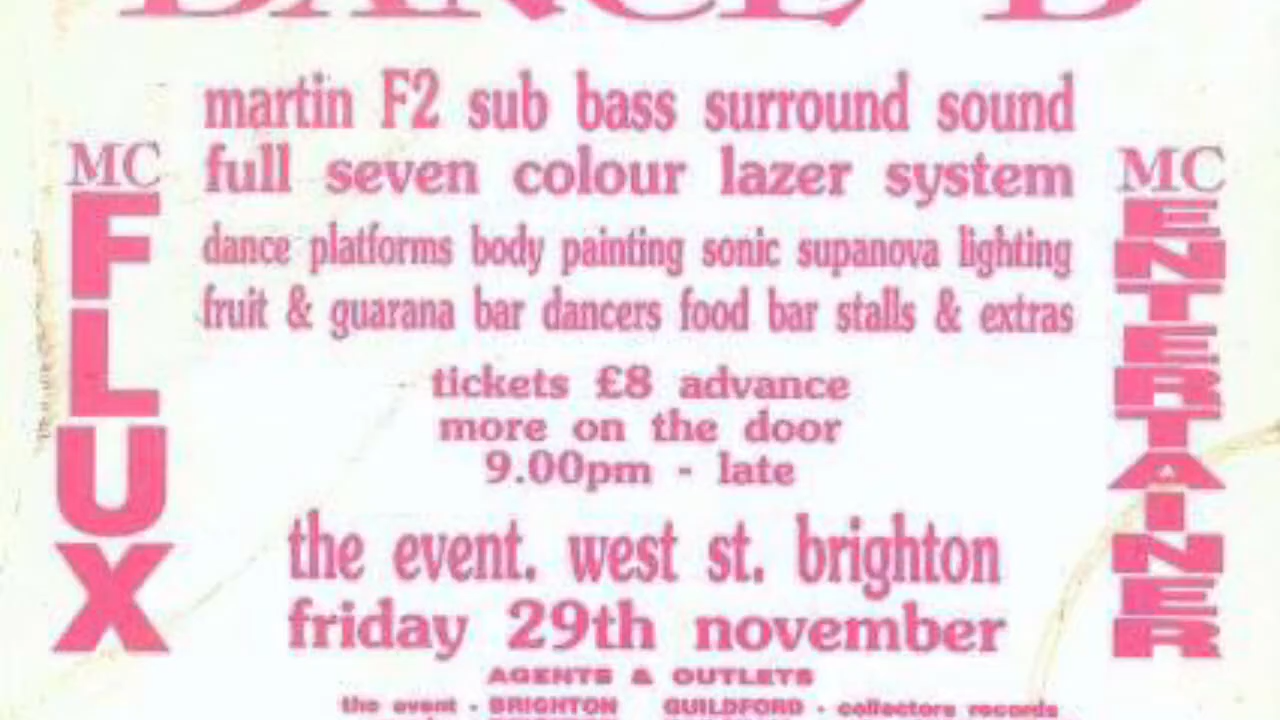 DANCE B
martin F2 sub bass surround sound
full seven colour lazer system
dance platforms body painting sonic supanova lighting
fruit & guarana bar dancers food bar stalls & extras
MC
FLUX
MC
ENTERTAINER
tickets £8 advance
more on the door
9.00pm - late
the event. west st. brighton
friday 29th november
AGENTS & OUTLETS
the event - BRIGHTON GUILDFORD - collectors records